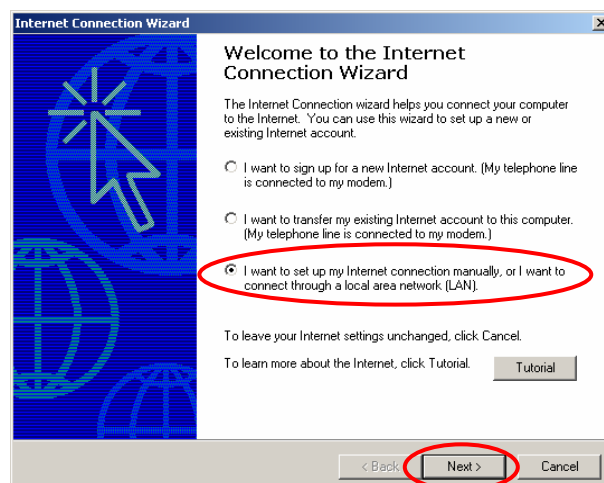 Internet Connection Wizard
Welcome to the Internet
Connection Wizard
The Internet Connection wizard helps you connect your computer
to the Internet. You can use this wizard to set up a new or
existing Internet account.
I want to sign up for a new Internet account. (My telephone line
is connected to my modem.)
I want to transfer my existing Internet account to this computer.
(My telephone line is connected to my modem.)
I want to set up my Internet connection manually, or I want to
connect through a local area network (LAN).
To leave your Internet settings unchanged, click Cancel.
To learn more about the Internet, click Tutorial. Tutorial
< Back Next > Cancel